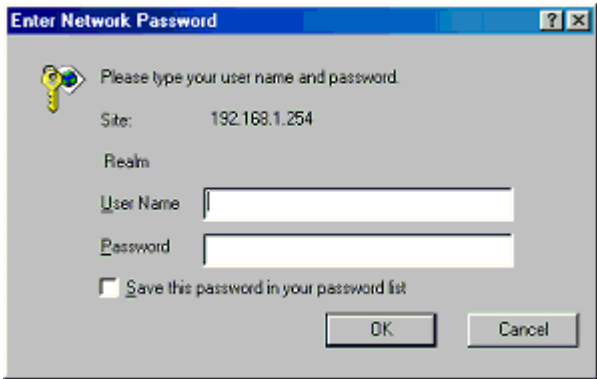 Enter Network Password
Please type your user name and password.
Site: 192.168.1.254
Realm
User Name
Password
Save this password in your password list
OK Cancel